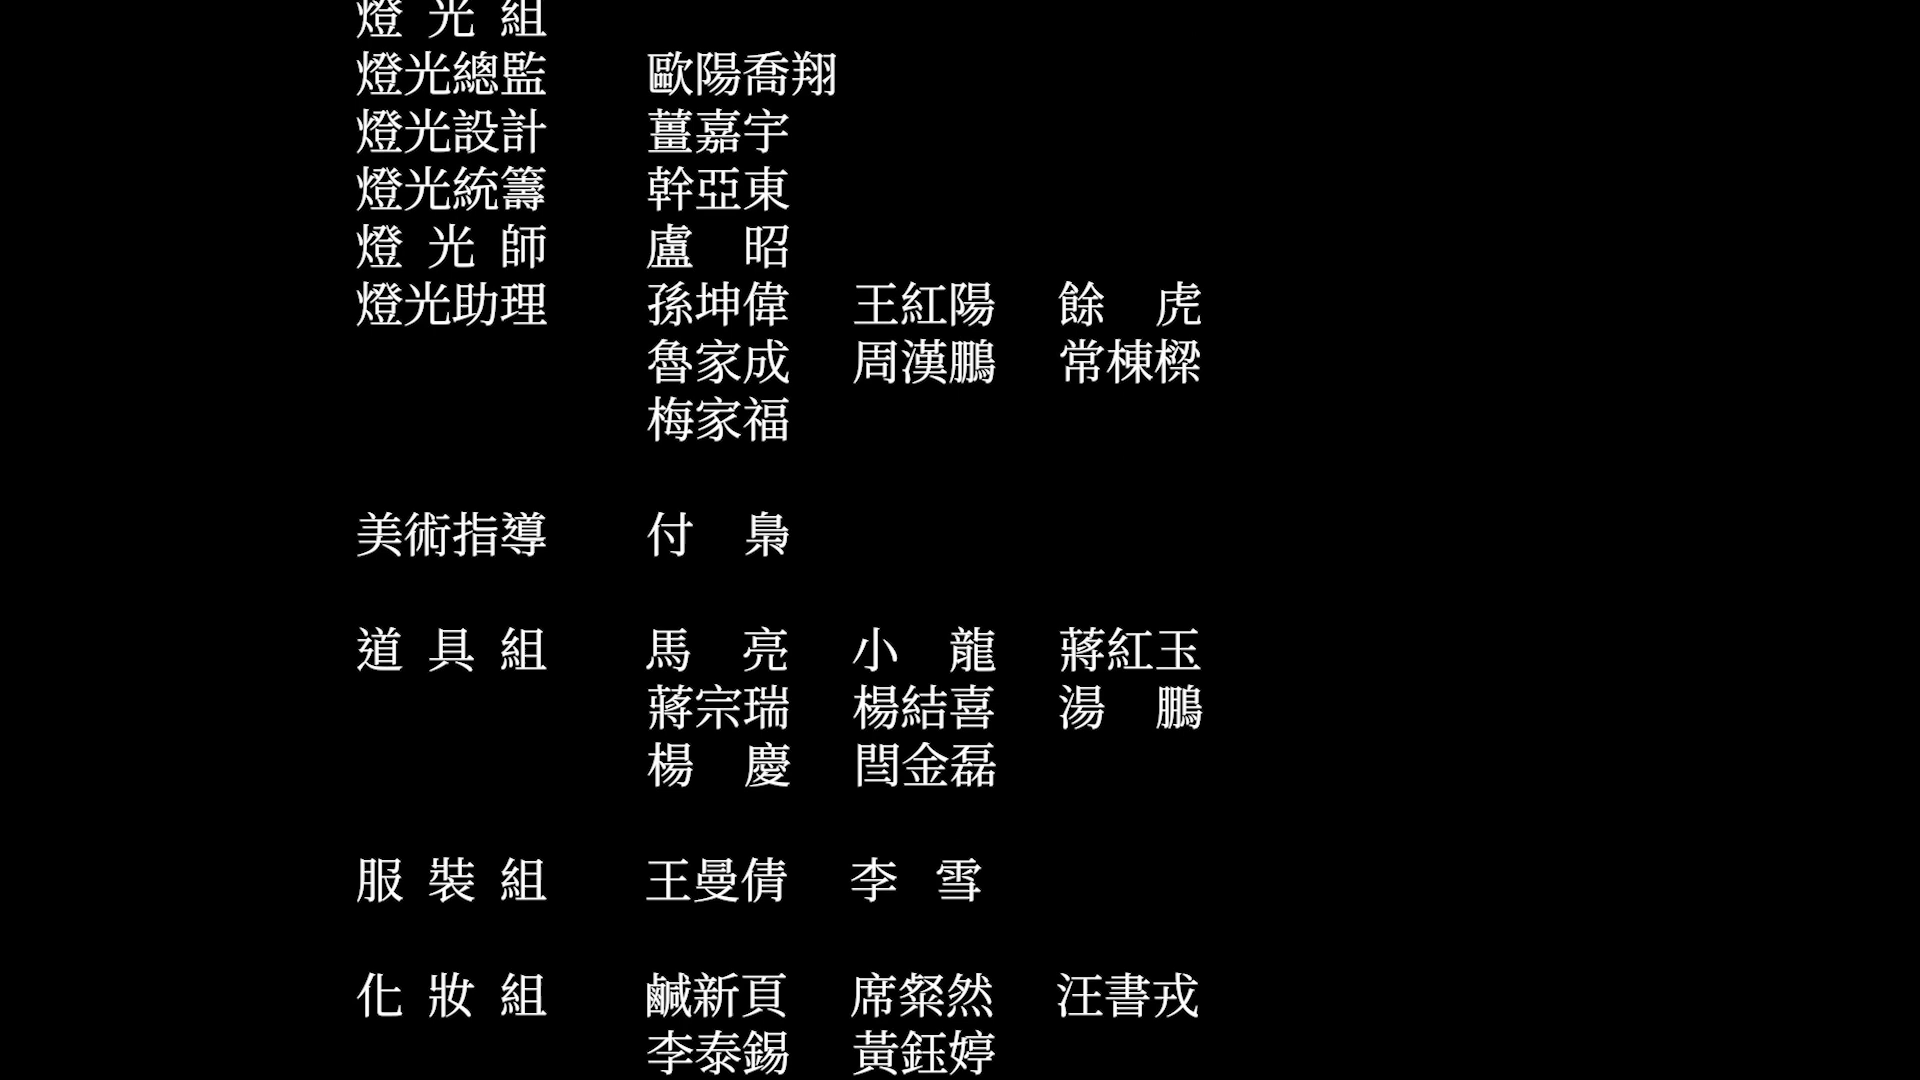 燈 光 組
燈光總監 歐陽喬翔
燈光設計 薑嘉宇
燈光統籌 幹亞東
燈 光 師 盧 昭
燈光助理 孫坤偉 王紅陽 餘 虎
魯家成 周漢鵬 常棟樑
梅家福
美術指導 付 梟
道 具 組 馬 亮 小 龍 蔣紅玉
蔣宗瑞 楊結喜 湯 鵬
楊 慶 閆金磊
服 裝 組 王曼倩 李 雪
化 妝 組 鹹新頁 席粲然 汪書戎
李泰錫 黃鈺婷